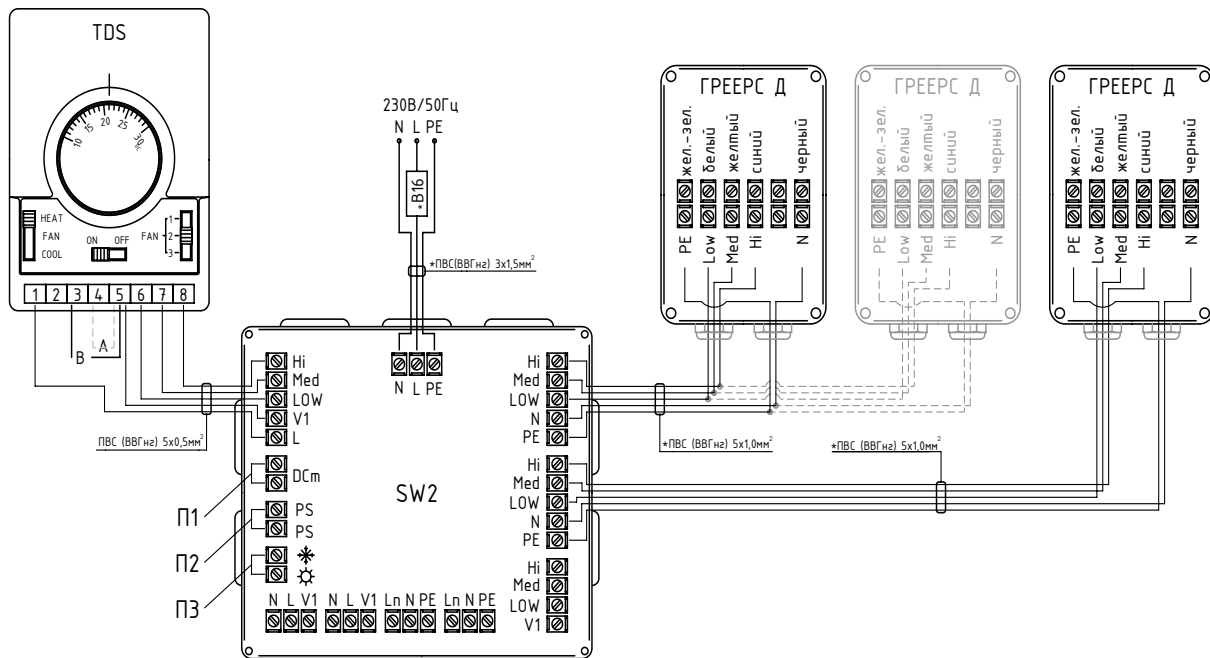 TDS
10 15 20 25 30 °C
HEAT
FAN
COOL
ON OFF
FAN
1
2
3
1 2 3 4 5 6 7 8
B A
ПВС (ВВГнг) 5х0,5мм²
230В/50Гц
N L PE
*В16
*ПВС(ВВГнг) 3х1,5мм²
N L PE
SW2
Hi
Med
LOW
V1
L
DCm
PS
PS
П1
П2
П3
N L V1 N L V1 Ln N PE Ln N PE
Hi
Med
LOW
N
PE
Hi
Med
LOW
N
PE
Hi
Med
LOW
V1
*ПВС (ВВГнг) 5х1,0мм²
*ПВС (ВВГнг) 5х1,0мм²
ГРЕЕРС Д
жел.-зел. белый желтый синий черный
PE Low Med Hi N
ГРЕЕРС Д
жел.-зел. белый желтый синий черный
PE Low Med Hi N
ГРЕЕРС Д
жел.-зел. белый желтый синий черный
PE Low Med Hi N